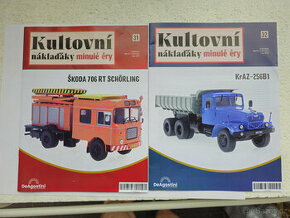 Kultovní
náklaďáky minulé éry
31
ŠKODA 706 RT SCHÖRLING
DeAGOSTINI
Kultovní
náklaďáky minulé éry
32
KrAZ-256B1
DeAGOSTINI